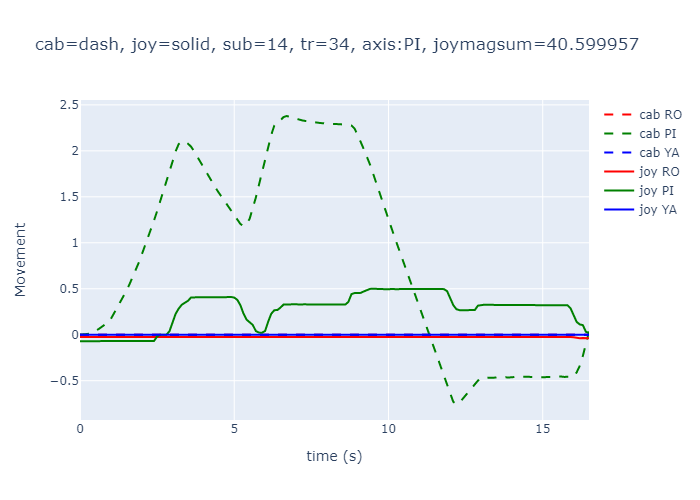 cab=dash, joy=solid, sub=14, tr=34, axis:PI, joymagsum=40.599957
2.5
2
1.5
1
0.5
0
−0.5
Movement
0
5
10
15
time (s)
cab RO
cab PI
cab YA
joy RO
joy PI
joy YA